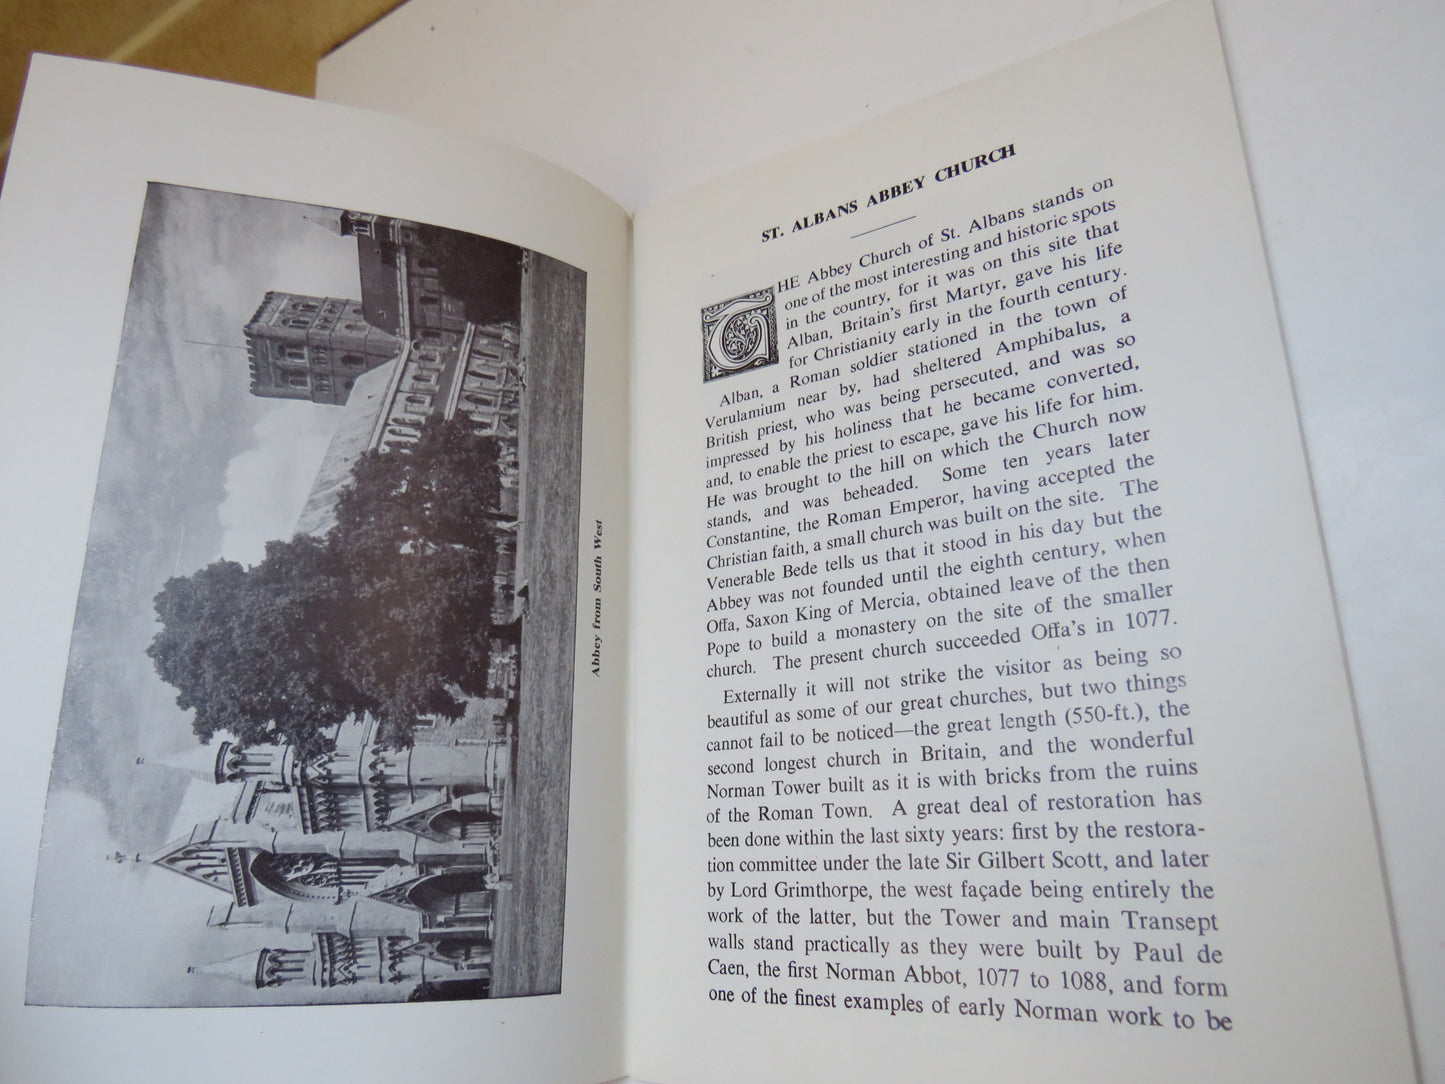 Abbey from South West
ST. ALBANS ABBEY CHURCH
THE Abbey Church of St. Albans stands on
one of the most interesting and historic spots
in the country, for it was on this site that
Alban, Britain's first Martyr, gave his life
for Christianity early in the fourth century.
Alban, a Roman soldier stationed in the town of
Verulamium near by, had sheltered Amphibalus, a
British priest, who was being persecuted, and was so
impressed by his holiness that he became converted,
and, to enable the priest to escape, gave his life for him.
He was brought to the hill on which the Church now
stands, and was beheaded. Some ten years later
Constantine, the Roman Emperor, having accepted the
Christian faith, a small church was built on the site. The
Venerable Bede tells us that it stood in his day but the
Abbey was not founded until the eighth century, when
Offa, Saxon King of Mercia, obtained leave of the then
Pope to build a monastery on the site of the smaller
church. The present church succeeded Offa's in 1077.
Externally it will not strike the visitor as being so
beautiful as some of our great churches, but two things
cannot fail to be noticed—the great length (550-ft.), the
second longest church in Britain, and the wonderful
Norman Tower built as it is with bricks from the ruins
of the Roman Town. A great deal of restoration has
been done within the last sixty years: first by the restora-
tion committee under the late Sir Gilbert Scott, and later
by Lord Grimthorpe, the west façade being entirely the
work of the latter, but the Tower and main Transept
walls stand practically as they were built by Paul de
Caen, the first Norman Abbot, 1077 to 1088, and form
one of the finest examples of early Norman work to be